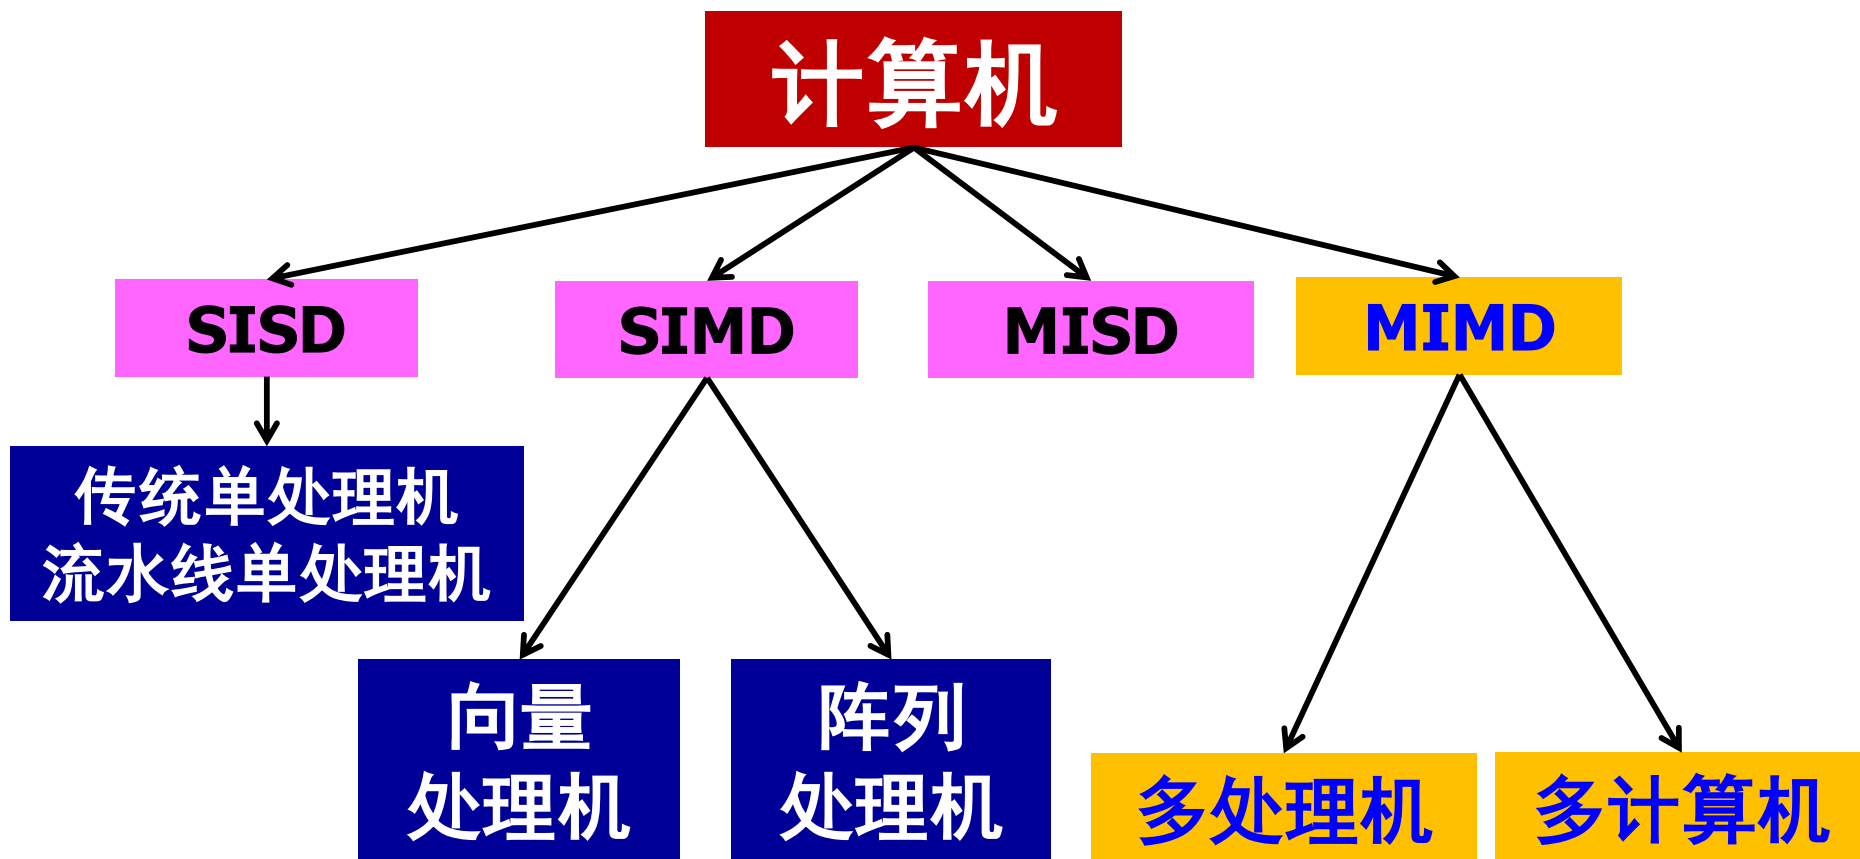 计算机
SISD
SIMD
MISD
MIMD
传统单处理机
流水线单处理机
向量
处理机
阵列
处理机
多处理机
多计算机